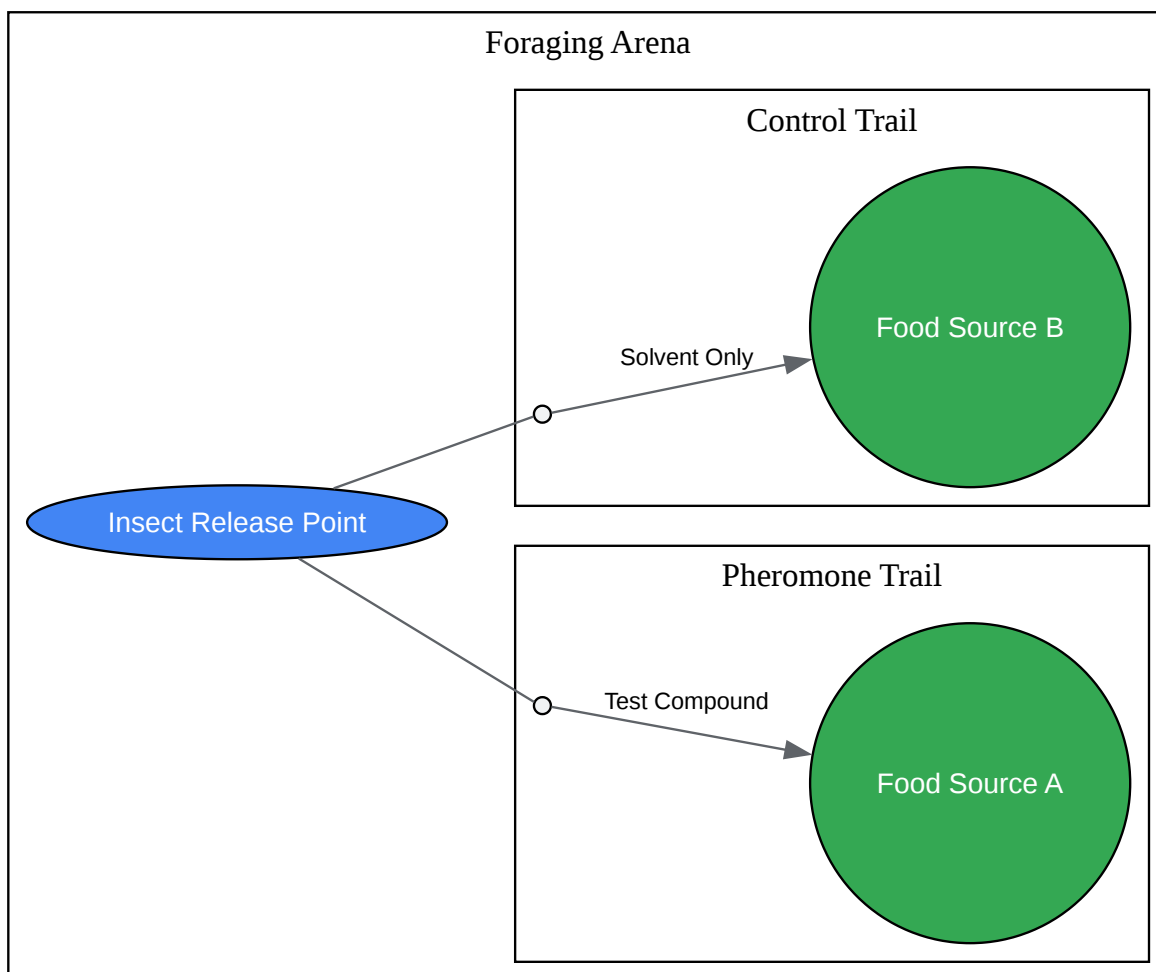 Foraging Arena
Control Trail
Food Source B
Solvent Only
Insect Release Point
Pheromone Trail
Test Compound
Food Source A